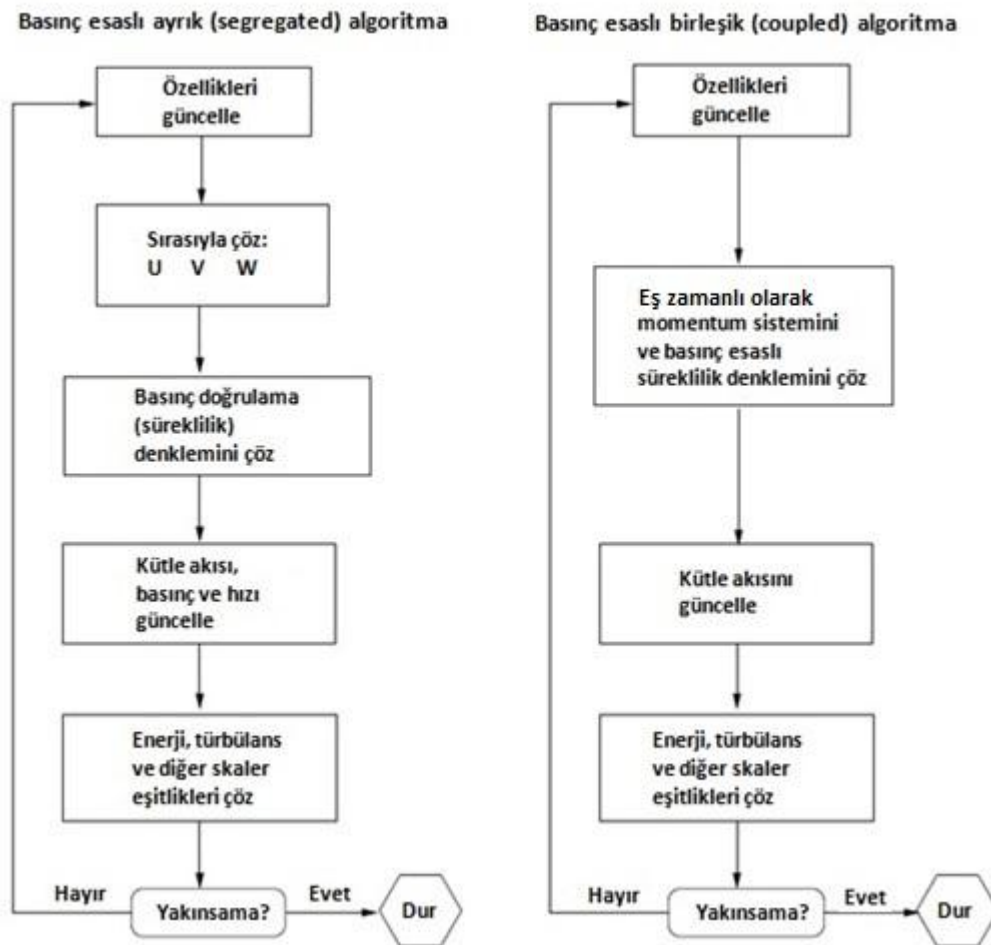 Basınç esaslı ayrık (segregated) algoritma
Özellikleri
güncelle
Sırasıyla çöz:
U V W
Basınç doğrulama
(süreklilik)
denklemini çöz
Kütle akısı,
basınç ve hızı
güncelle
Enerji, türbülans
ve diğer skaler
eşitlikleri çöz
Hayır
Yakınsama?
Evet
Dur
Basınç esaslı birleşik (coupled) algoritma
Özellikleri
güncelle
Eş zamanlı olarak
momentum sistemini
ve basınç esaslı
süreklilik denklemini çöz
Kütle akısını
güncelle
Enerji, türbülans
ve diğer skaler
eşitlikleri çöz
Hayır
Yakınsama?
Evet
Dur